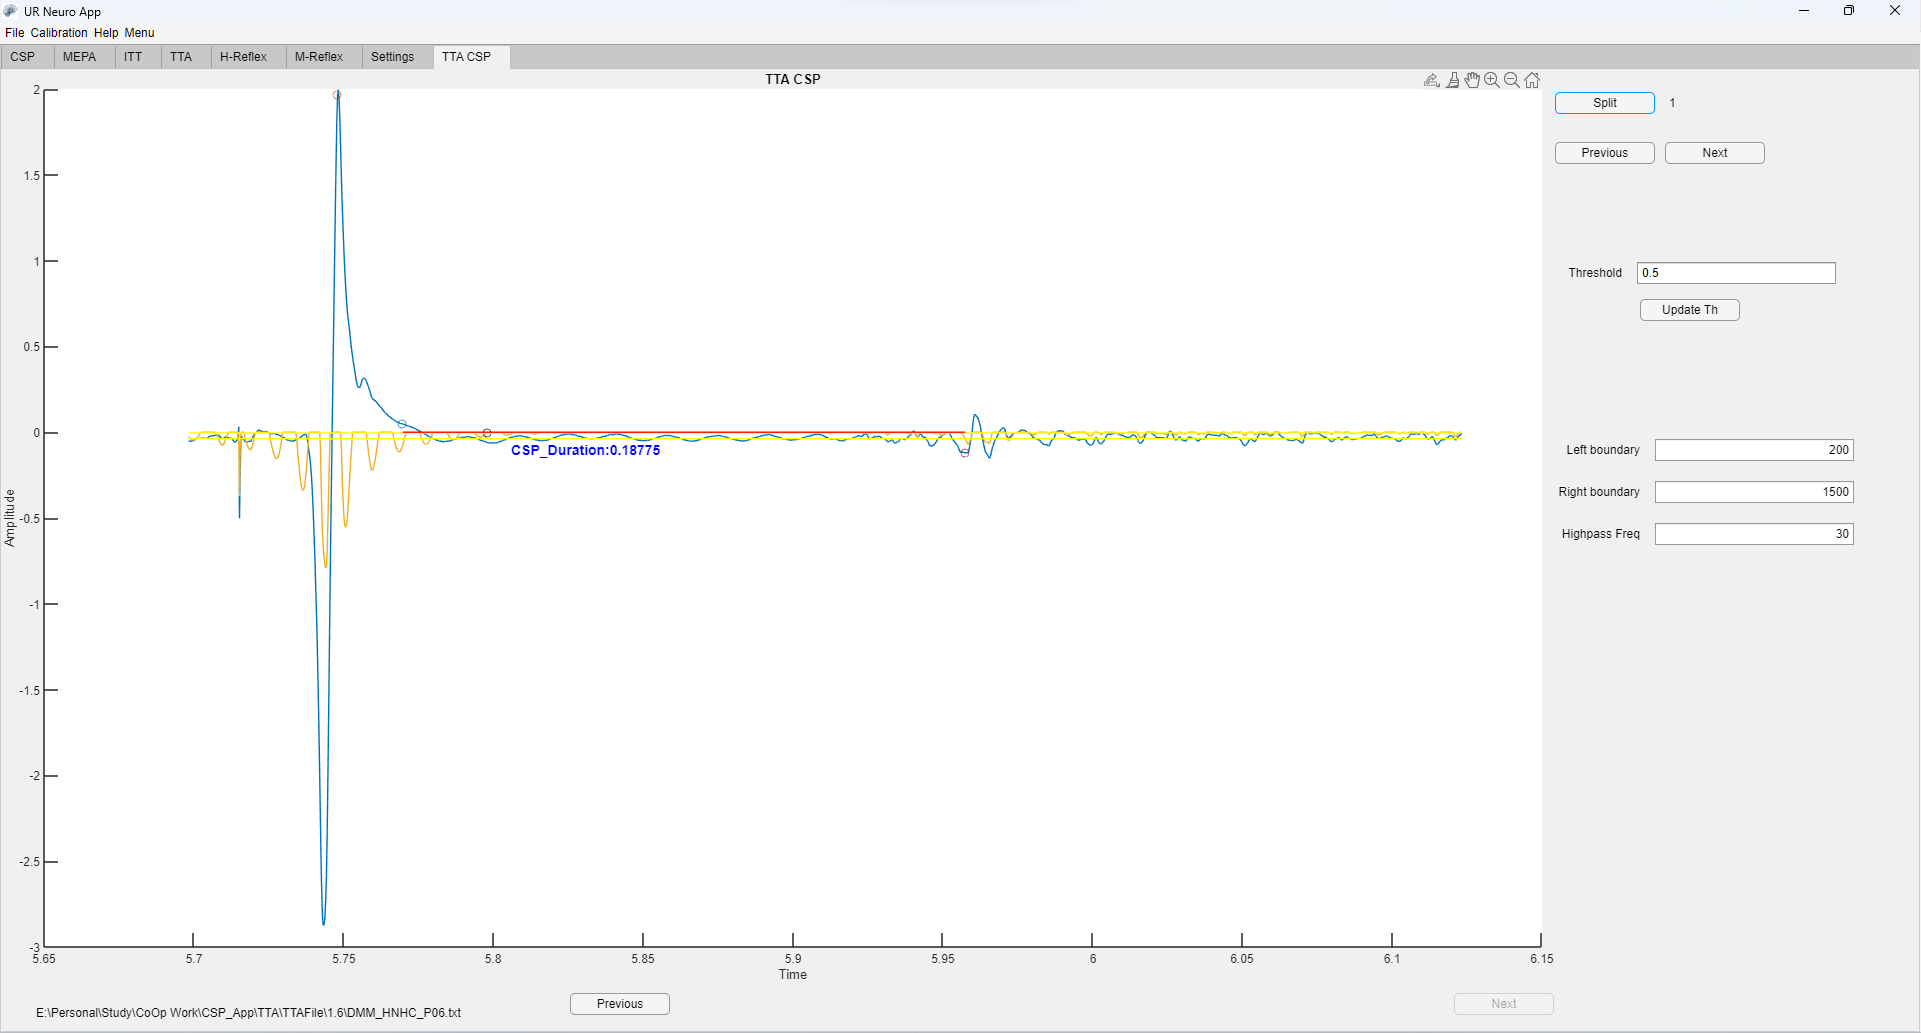 UR Neuro App
File Calibration Help Menu
CSP MEPA ITT TTA H-Reflex M-Reflex Settings TTA CSP
TTA CSP
Split 1
Previous Next
Threshold 0.5
Update Th
Left boundary 200
Right boundary 1500
Highpass Freq 30
2
1.5
1
0.5
0
-0.5
-1
-1.5
-2
-2.5
-3
Amplitude
CSP_Duration:0.18775
5.65 5.7 5.75 5.8 5.85 5.9 5.95 6 6.05 6.1 6.15
Time
E:\Personal\Study\CoOp Work\CSP_App\TTA\TTAFile\1.6\DMM_HNHC_P06.txt
Previous
Next